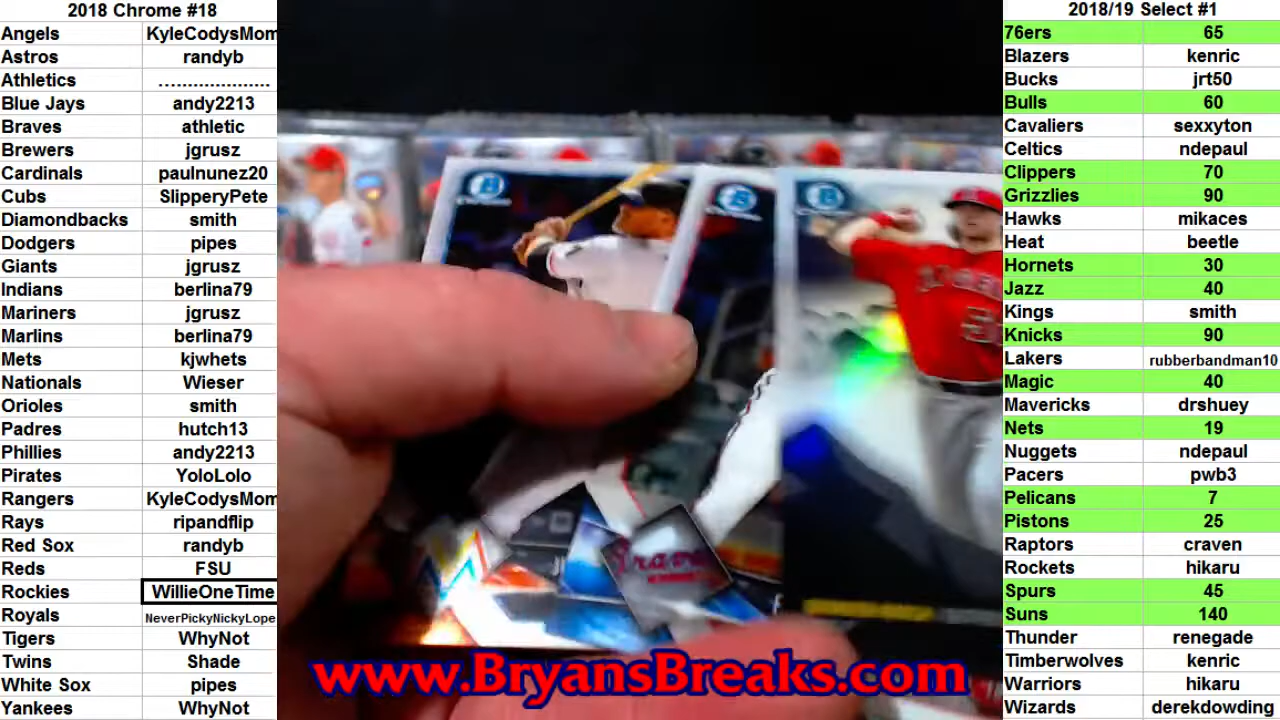 2018 Chrome #18
Angels KyleCodysMom
Astros randyb
Athletics ....................
Blue Jays andy2213
Braves athletic
Brewers jgrusz
Cardinals paulnunez20
Cubs SlipperyPete
Diamondbacks smith
Dodgers pipes
Giants jgrusz
Indians berlina79
Mariners jgrusz
Marlins berlina79
Mets kjwhets
Nationals Wieser
Orioles smith
Padres hutch13
Phillies andy2213
Pirates YoloLolo
Rangers KyleCodysMom
Rays ripandflip
Red Sox randyb
Reds FSU
Rockies WillieOneTime
Royals NeverPickyNickyLope
Tigers WhyNot
Twins Shade
White Sox pipes
Yankees WhyNot
B
B
B
Braves
www.BryansBreaks.com
2018/19 Select #1
76ers 65
Blazers kenric
Bucks jrt50
Bulls 60
Cavaliers sexxyton
Celtics ndepaul
Clippers 70
Grizzlies 90
Hawks mikaces
Heat beetle
Hornets 30
Jazz 40
Kings smith
Knicks 90
Lakers rubberbandman10
Magic 40
Mavericks drshuey
Nets 19
Nuggets ndepaul
Pacers pwb3
Pelicans 7
Pistons 25
Raptors craven
Rockets hikaru
Spurs 45
Suns 140
Thunder renegade
Timberwolves kenric
Warriors hikaru
Wizards derekdowding